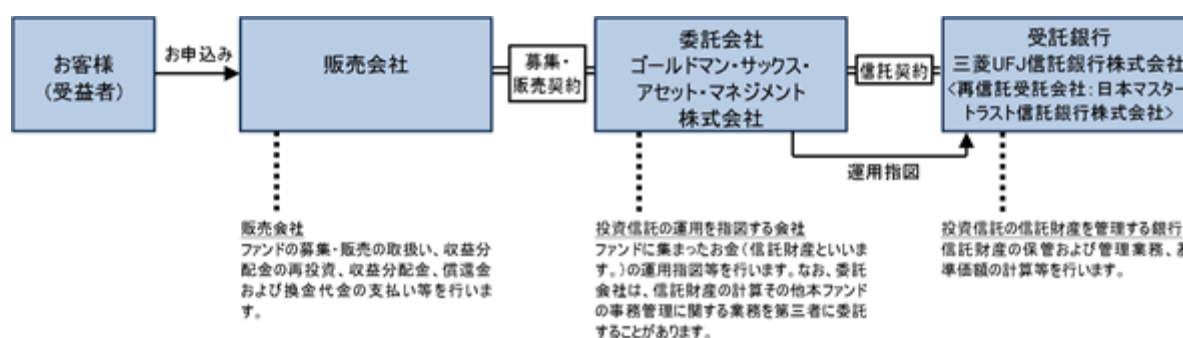 お客様
(受益者)
お申込み
販売会社
募集・
販売契約
委託会社
ゴールドマン・サックス・
アセット・マネジメント
株式会社
信託契約
受託銀行
三菱UFJ信託銀行株式会社
<再信託受託会社:日本マスター
トラスト信託銀行株式会社>
運用指図
販売会社
ファンドの募集・販売の取扱い、収益分
配金の再投資、収益分配金、償還金
および換金代金の支払い等を行いま
す。
投資信託の運用を指図する会社
ファンドに集まったお金(信託財産といいま
す。)の運用指図等を行います。なお、委託
会社は、信託財産の計算その他本ファンド
の事務管理に関する業務を第三者に委託
することがあります。
投資信託の信託財産を管理する銀行
信託財産の保管および管理業務、基
準価額の計算等を行います。